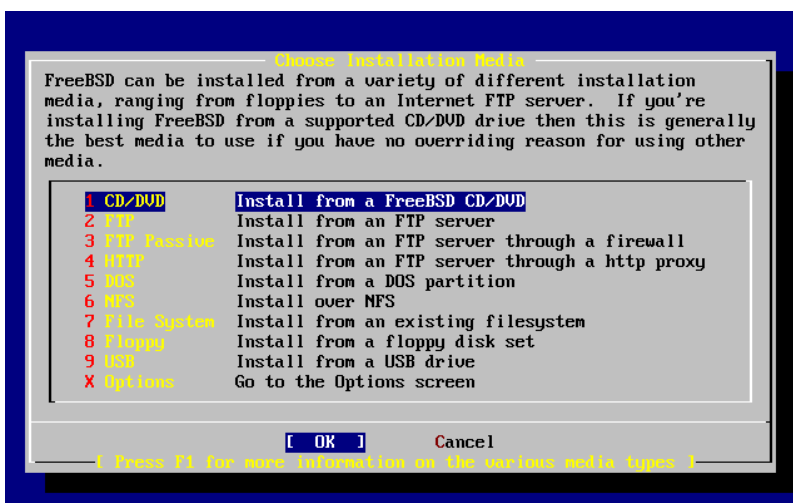 Choose Installation Media
FreeBSD can be installed from a variety of different installation
media, ranging from floppies to an Internet FTP server.  If you're
installing FreeBSD from a supported CD/DVD drive then this is generally
the best media to use if you have no overriding reason for using other
media.
1 CD/DVD Install from a FreeBSD CD/DVD
2 FTP Install from an FTP server
3 FTP Passive Install from an FTP server through a firewall
4 HTTP Install from an FTP server through a http proxy
5 DOS Install from a DOS partition
6 NFS Install over NFS
7 File System Install from an existing filesystem
8 Floppy Install from a floppy disk set
9 USB Install from a USB drive
X Options Go to the Options screen
[ OK ] Cancel
[ Press F1 for more information on the various media types ]